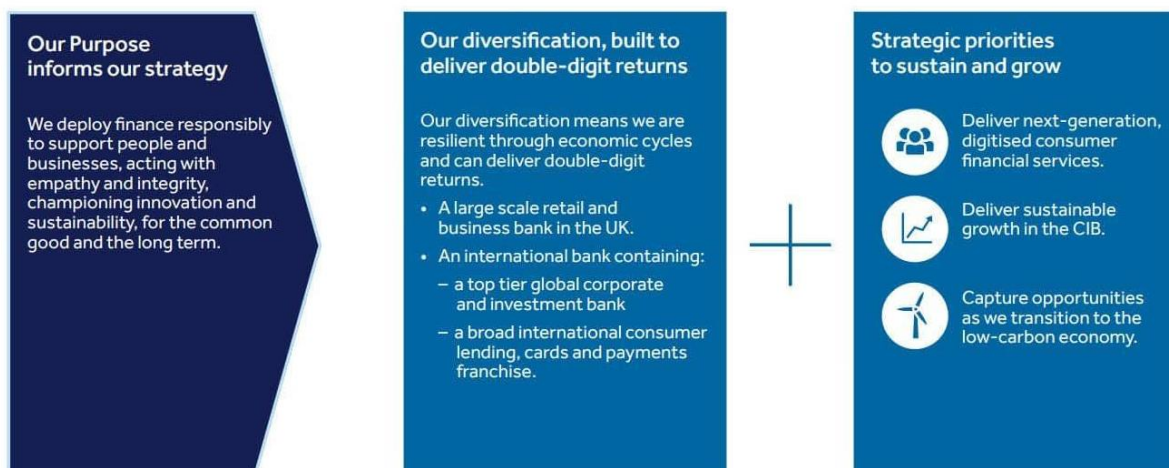 Our Purpose
informs our strategy
We deploy finance responsibly
to support people and
businesses, acting with
empathy and integrity,
championing innovation and
sustainability, for the common
good and the long term.
Our diversification, built to
deliver double-digit returns
Our diversification means we are
resilient through economic cycles
and can deliver double-digit
returns.
• A large scale retail and
business bank in the UK.
• An international bank containing:
– a top tier global corporate
and investment bank
– a broad international consumer
lending, cards and payments
franchise.
Strategic priorities
to sustain and grow
Deliver next-generation,
digitised consumer
financial services.
Deliver sustainable
growth in the CIB.
Capture opportunities
as we transition to the
low-carbon economy.